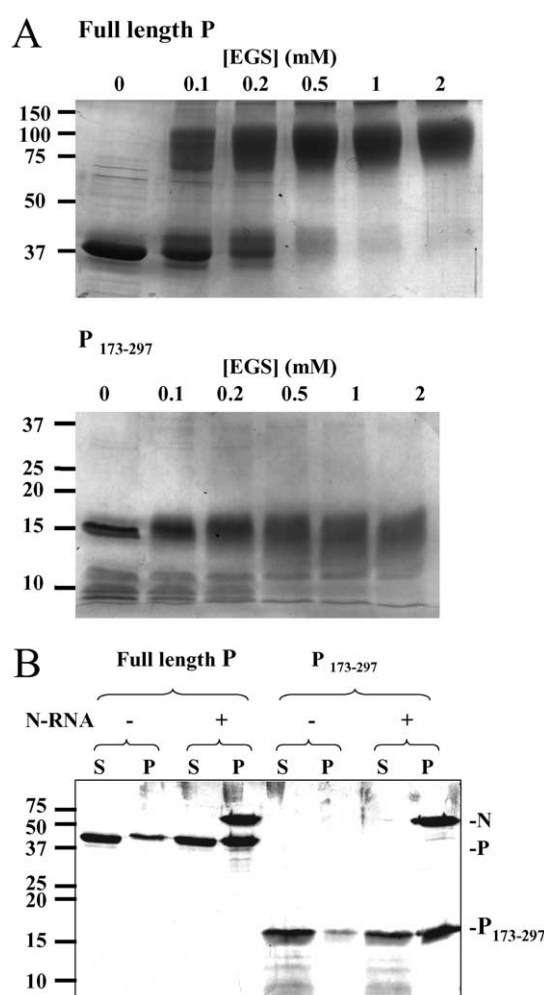 A
Full length P
[EGS] (mM)
0 0.1 0.2 0.5 1 2
150
100
75
50
37
P 173-297
[EGS] (mM)
0 0.1 0.2 0.5 1 2
37
25
20
15
10
B
Full length P P 173-297
N-RNA - + - +
S P S P S P S P
75
50
37
25
20
15
10
-N
-P
-P173-297